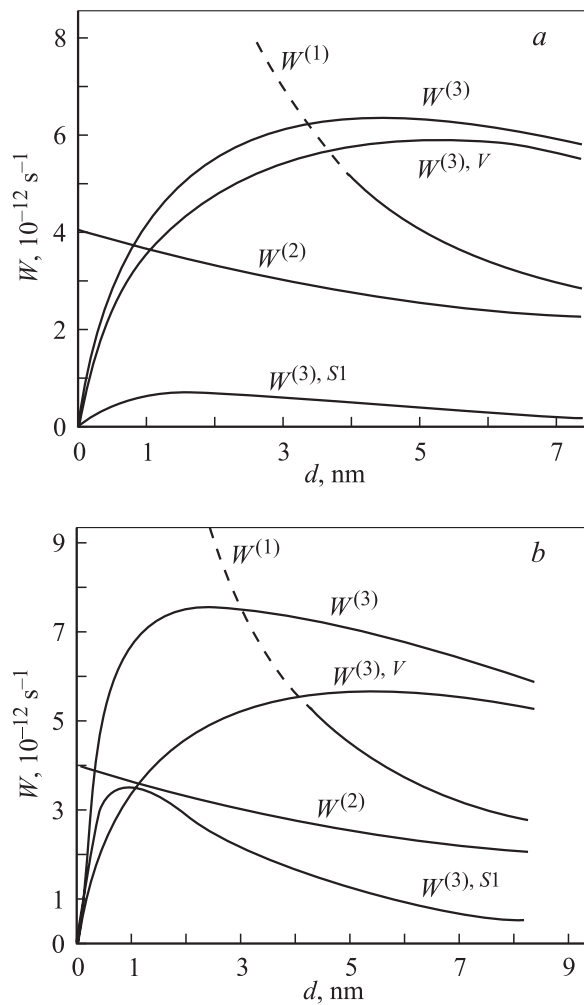 a
8
6
4
2
0
W, 10⁻¹² s⁻¹
W⁽¹⁾
W⁽³⁾
W⁽³⁾, V
W⁽²⁾
W⁽³⁾, S1
0 1 3 5 7
d, nm
b
9
7
5
3
1
0
W, 10⁻¹² s⁻¹
W⁽¹⁾
W⁽³⁾
W⁽³⁾, V
W⁽²⁾
W⁽³⁾, S1
0 1 3 5 7 9
d, nm